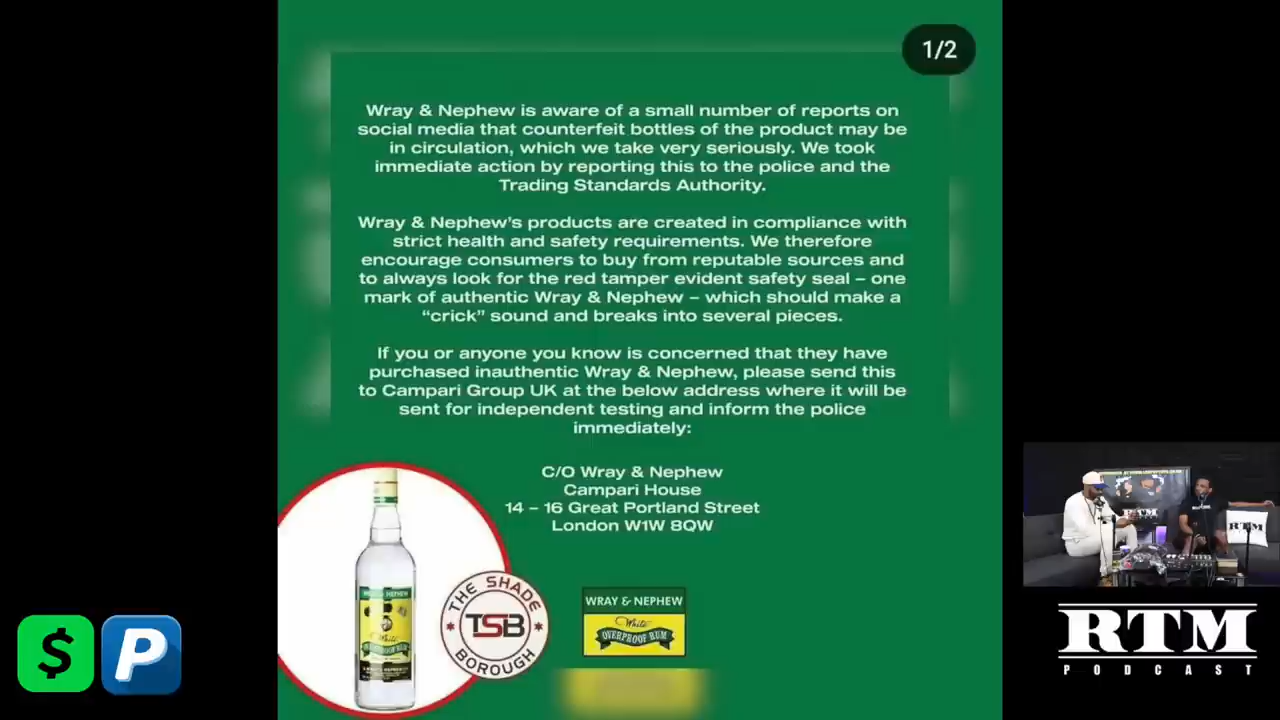 1/2
Wray & Nephew is aware of a small number of reports on
social media that counterfeit bottles of the product may be
in circulation, which we take very seriously. We took
immediate action by reporting this to the police and the
Trading Standards Authority.
Wray & Nephew's products are created in compliance with
strict health and safety requirements. We therefore
encourage consumers to buy from reputable sources and
to always look for the red tamper evident safety seal – one
mark of authentic Wray & Nephew – which should make a
“crick” sound and breaks into several pieces.
If you or anyone you know is concerned that they have
purchased inauthentic Wray & Nephew, please send this
to Campari Group UK at the below address where it will be
sent for independent testing and inform the police
immediately:
C/O Wray & Nephew
Campari House
14 – 16 Great Portland Street
London W1W 8QW
THE SHADE
TSB
BOROUGH
WRAY & NEPHEW
White
OVERPROOF RUM
$
P
RTM
RTM
RTM
PODCAST